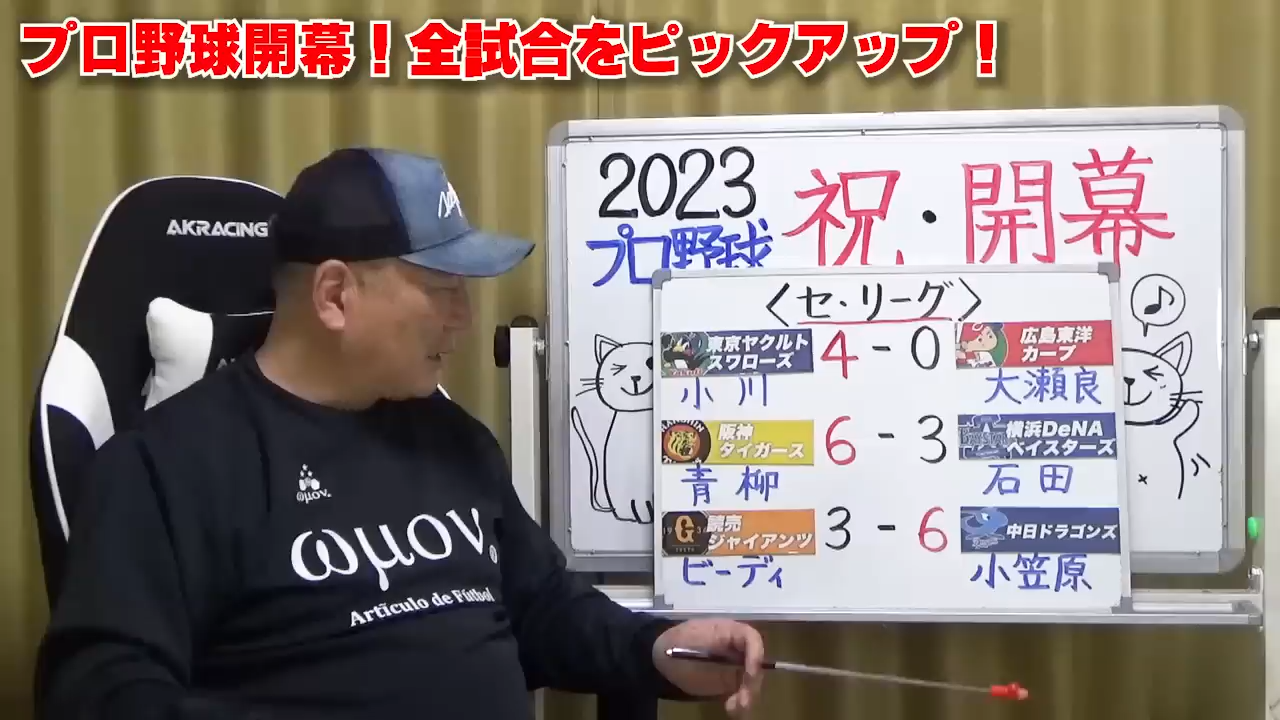 プロ野球開幕！全試合をピックアップ！
2023
プロ野球
祝・開幕
AKRACING
〈セ・リーグ〉
東京ヤクルト
スワローズ
4 - 0
広島東洋
カープ
小川
大瀬良
阪神
タイガース
6 - 3
横浜DeNA
ベイスターズ
青柳
石田
読売
ジャイアンツ
3 - 6
中日ドラゴンズ
ビーディ
小笠原
ωμον.
ωμον.
Artículo de Fútbol